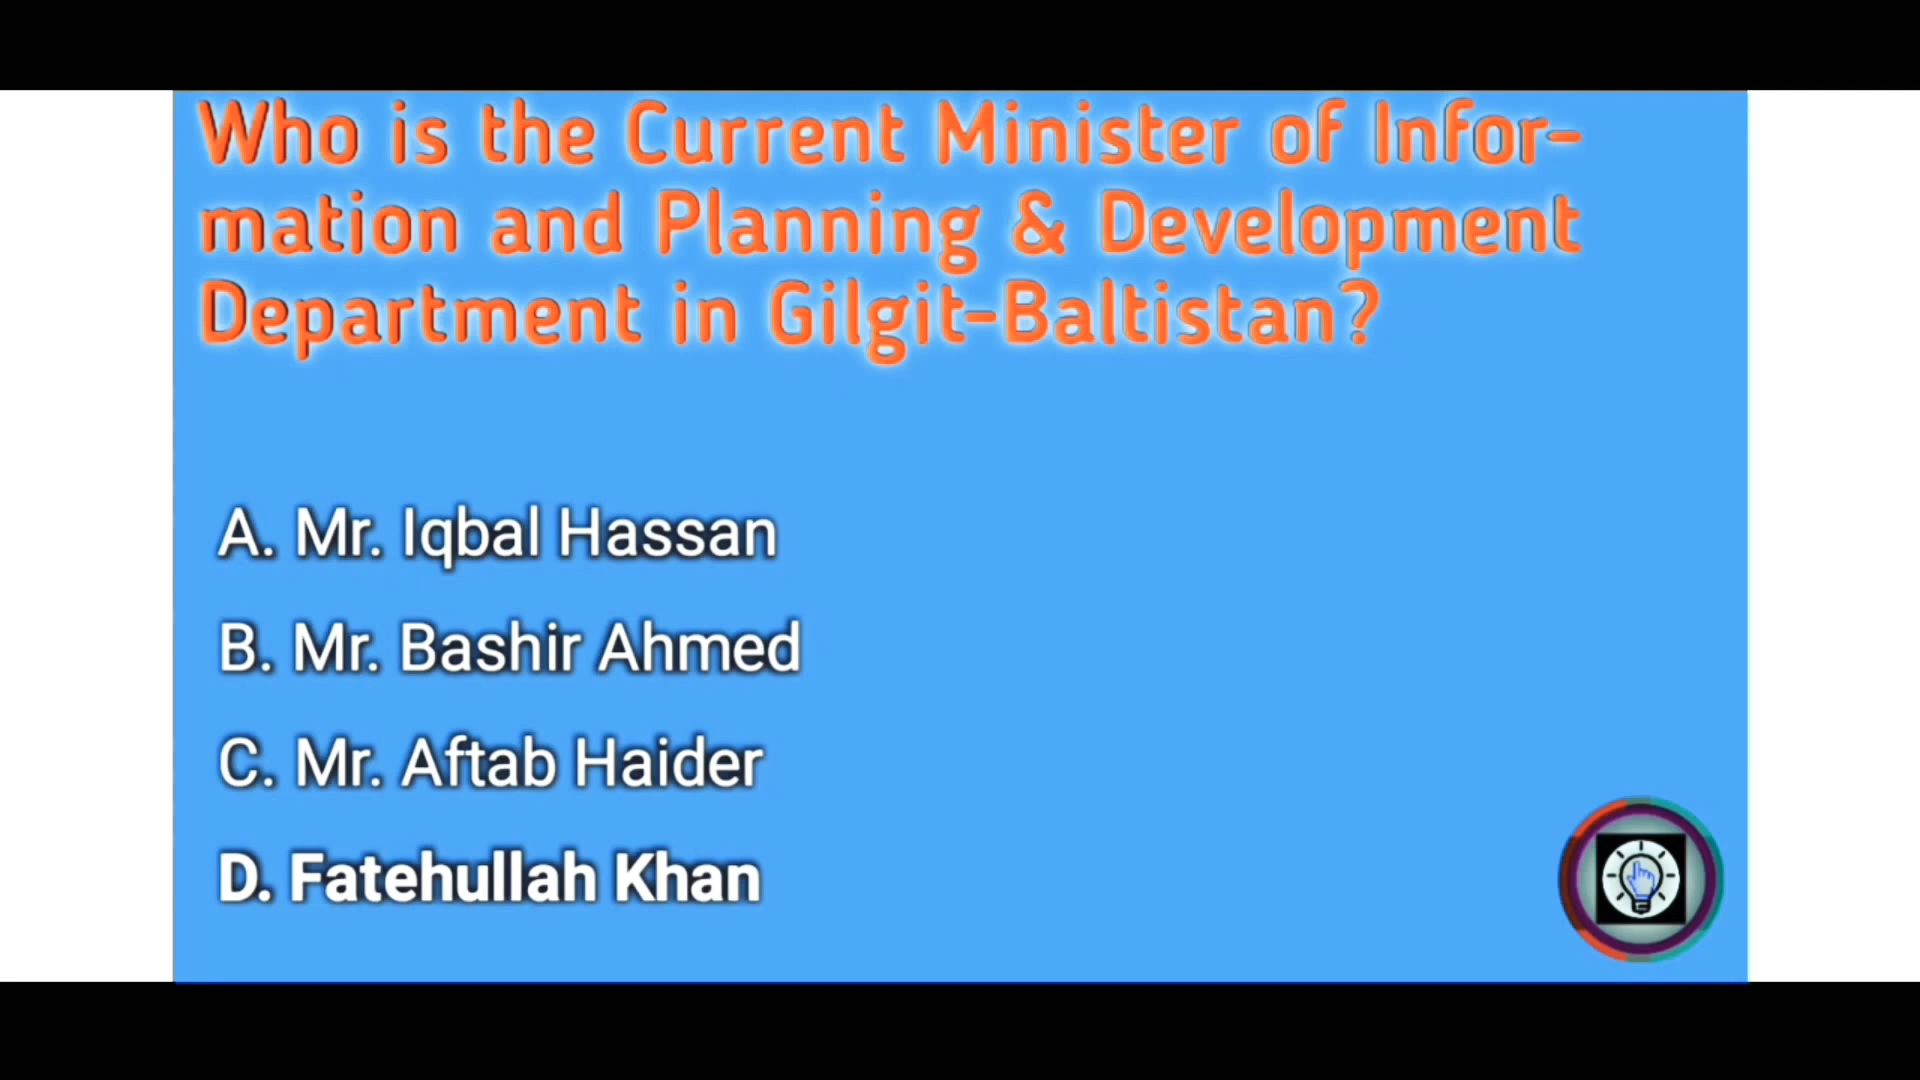 Who is the Current Minister of Infor-
mation and Planning & Development
Department in Gilgit-Baltistan?
A. Mr. Iqbal Hassan
B. Mr. Bashir Ahmed
C. Mr. Aftab Haider
D. Fatehullah Khan